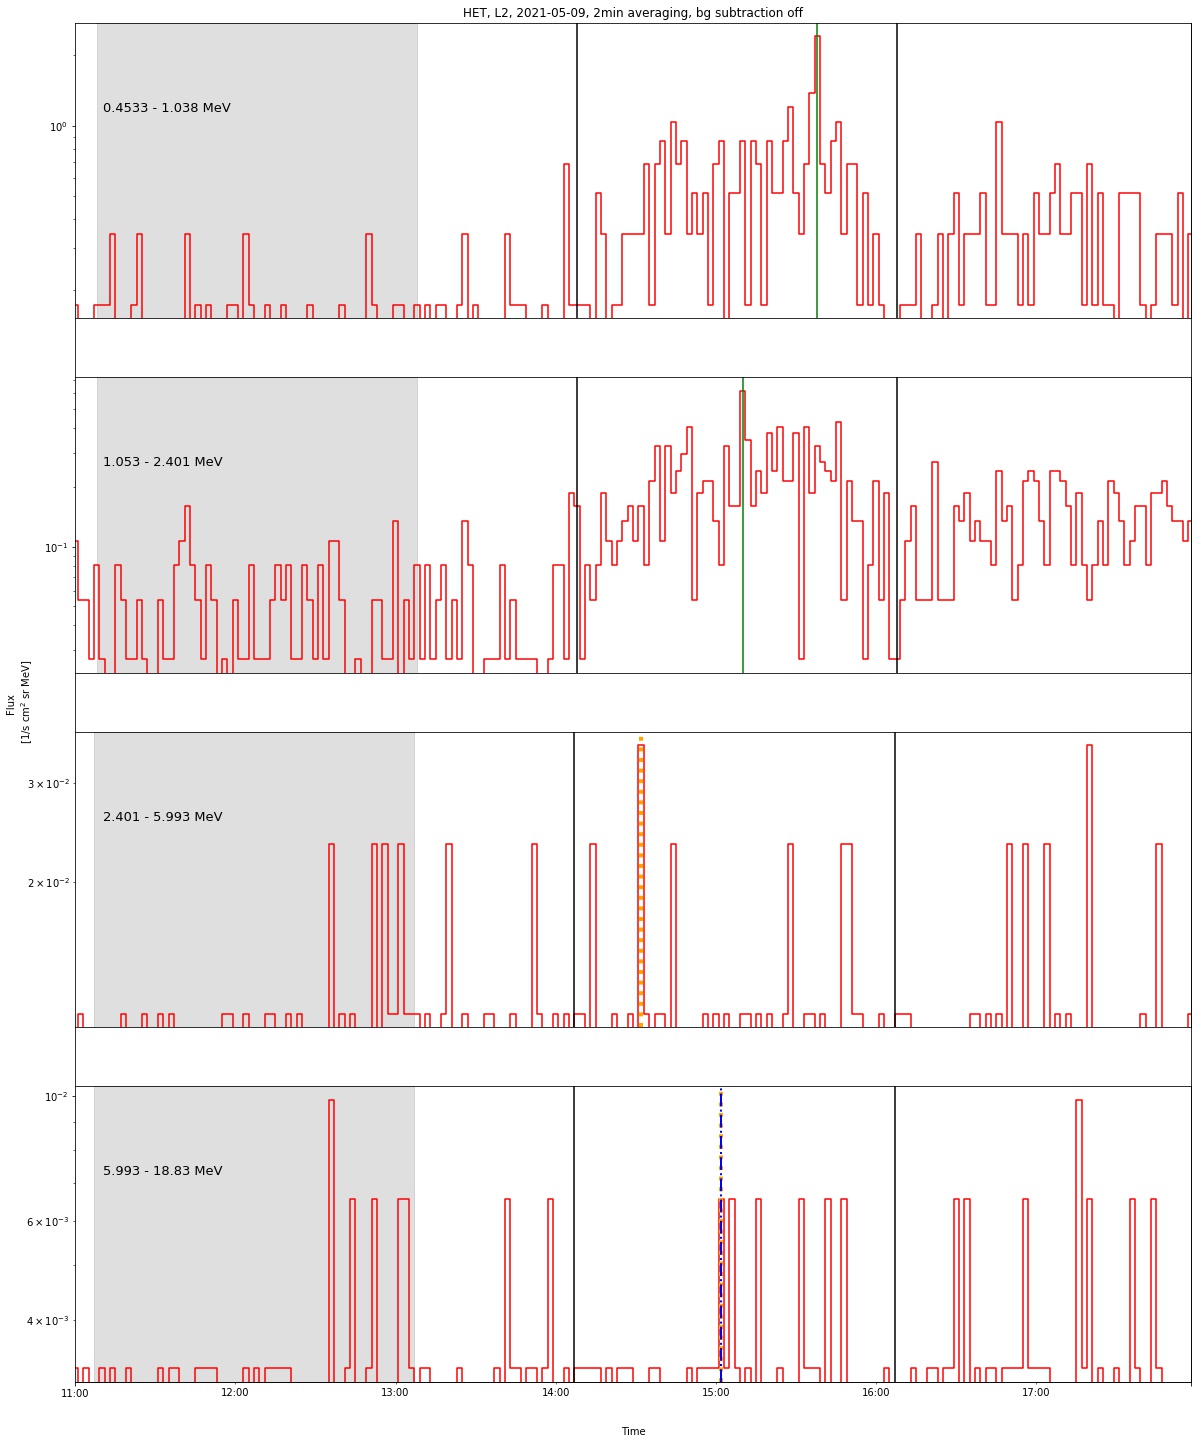 HET, L2, 2021-05-09, 2min averaging, bg subtraction off
0.4533 - 1.038 MeV
10⁰
1.053 - 2.401 MeV
10⁻¹
Flux
[1/s cm² sr MeV]
3 × 10⁻²
2.401 - 5.993 MeV
2 × 10⁻²
10⁻²
5.993 - 18.83 MeV
6 × 10⁻³
4 × 10⁻³
11:00 12:00 13:00 14:00 15:00 16:00 17:00
Time